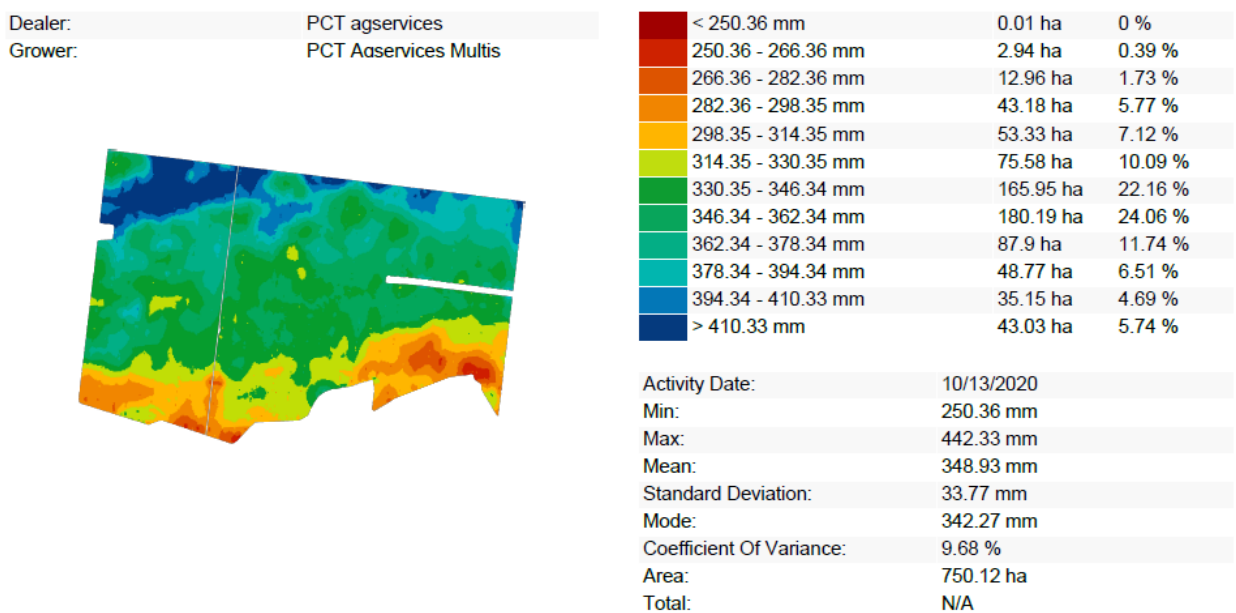 Dealer: PCT agservices
Grower: PCT Agservices Multis
< 250.36 mm 0.01 ha 0 %
250.36 - 266.36 mm 2.94 ha 0.39 %
266.36 - 282.36 mm 12.96 ha 1.73 %
282.36 - 298.35 mm 43.18 ha 5.77 %
298.35 - 314.35 mm 53.33 ha 7.12 %
314.35 - 330.35 mm 75.58 ha 10.09 %
330.35 - 346.34 mm 165.95 ha 22.16 %
346.34 - 362.34 mm 180.19 ha 24.06 %
362.34 - 378.34 mm 87.9 ha 11.74 %
378.34 - 394.34 mm 48.77 ha 6.51 %
394.34 - 410.33 mm 35.15 ha 4.69 %
> 410.33 mm 43.03 ha 5.74 %
Activity Date: 10/13/2020
Min: 250.36 mm
Max: 442.33 mm
Mean: 348.93 mm
Standard Deviation: 33.77 mm
Mode: 342.27 mm
Coefficient Of Variance: 9.68 %
Area: 750.12 ha
Total: N/A